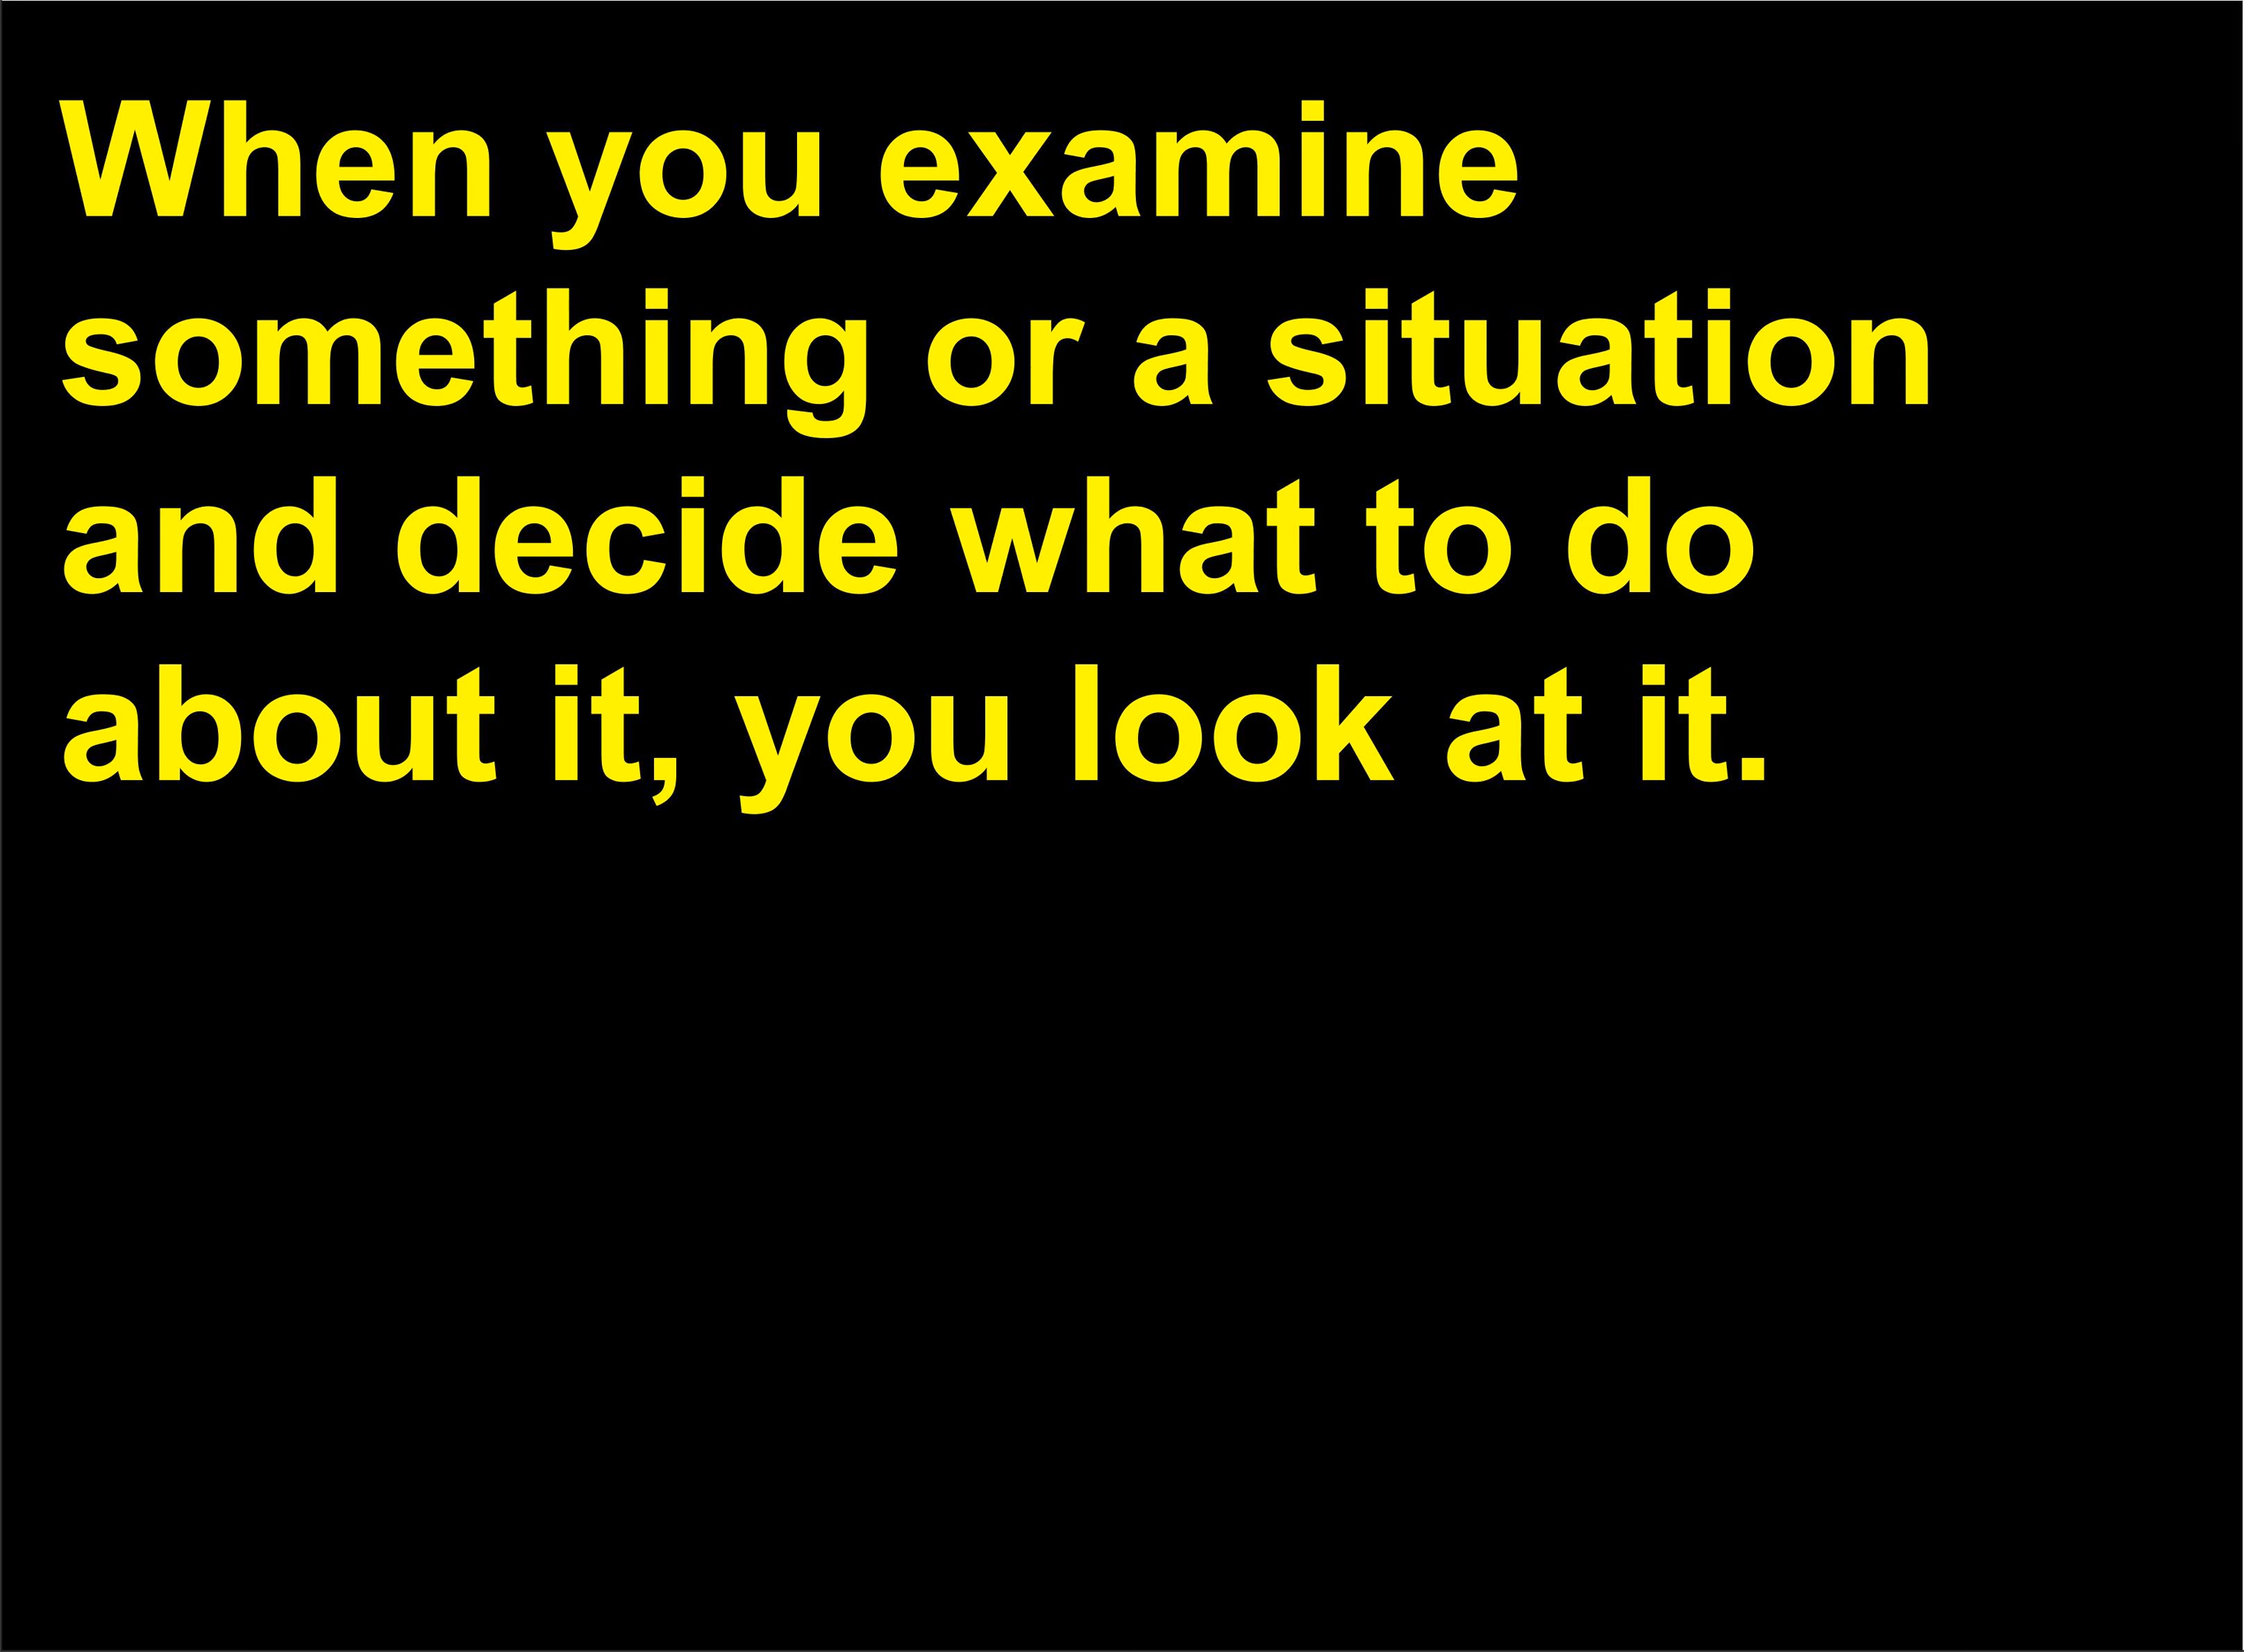 When you examine
something or a situation
and decide what to do
about it, you look at it.